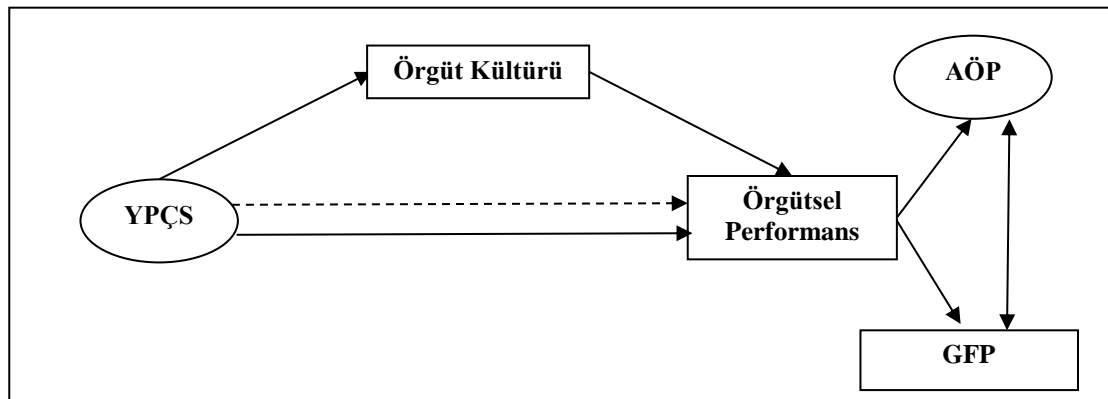 Örgüt Kültürü
AÖP
YPÇS
Örgütsel
Performans
GFP